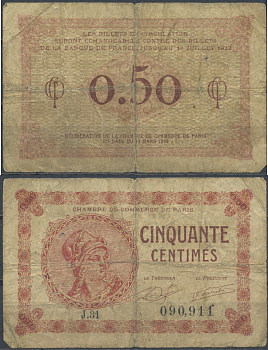 LES BILLETS EN CIRCULATION
SERONT ÉCHANGEABLES CONTRE DES BILLETS
DE LA BANQUE DE FRANCE JUSQU'AU 1er JUILLET 1922
0.50
DÉLIBÉRATION DE LA CHAMBRE DE COMMERCE DE PARIS
EN DATE DU 10 MARS 1920
CHAMBRE DE COMMERCE DE PARIS
CINQUANTE
CENTIMES
LE TRÉSORIER LE PRÉSIDENT
J.31
090,911